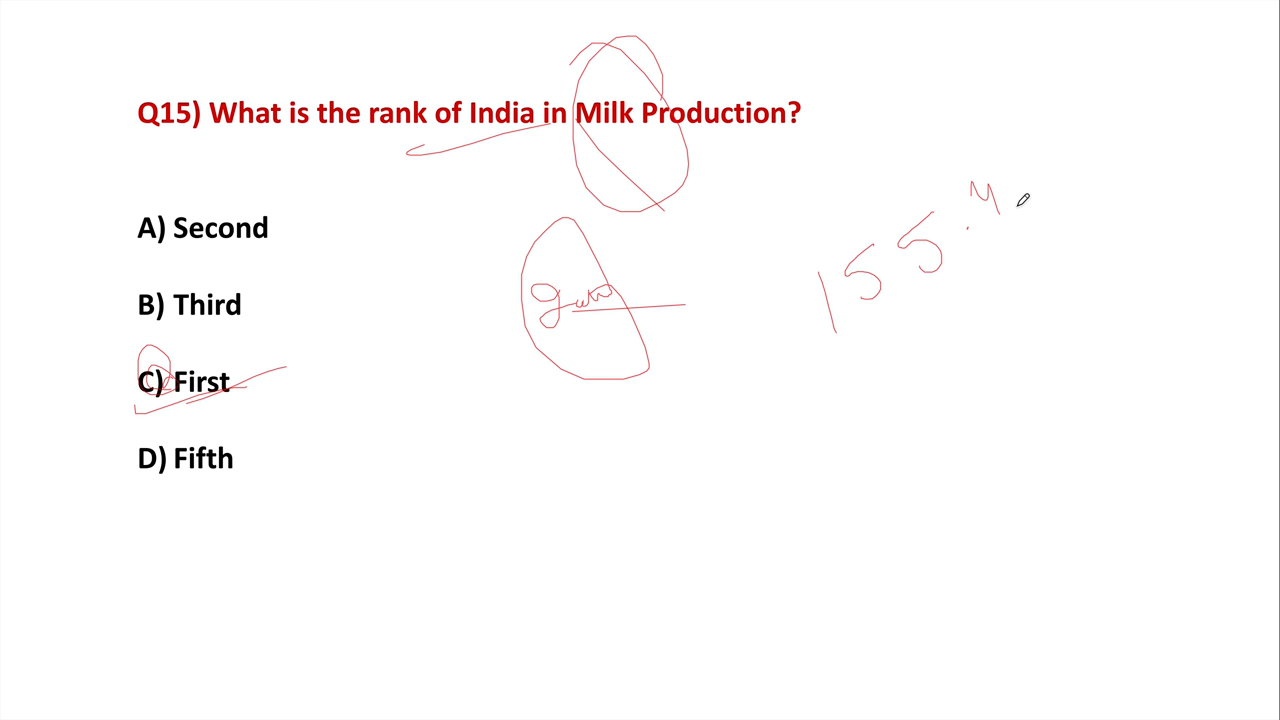 Q15) What is the rank of India in Milk Production?
A) Second
B) Third
C) First
D) Fifth
155.4